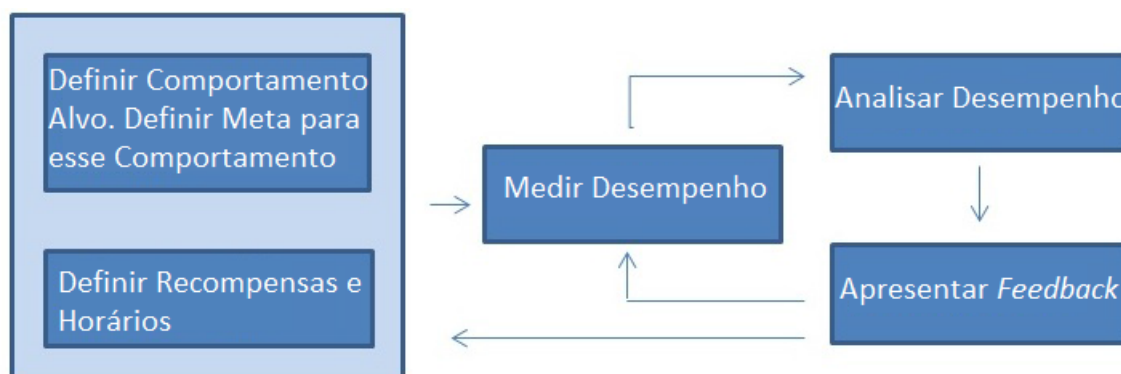 Definir Comportamento
Alvo. Definir Meta para
esse Comportamento
Definir Recompensas e
Horários
Medir Desempenho
Analisar Desempenho
Apresentar Feedback